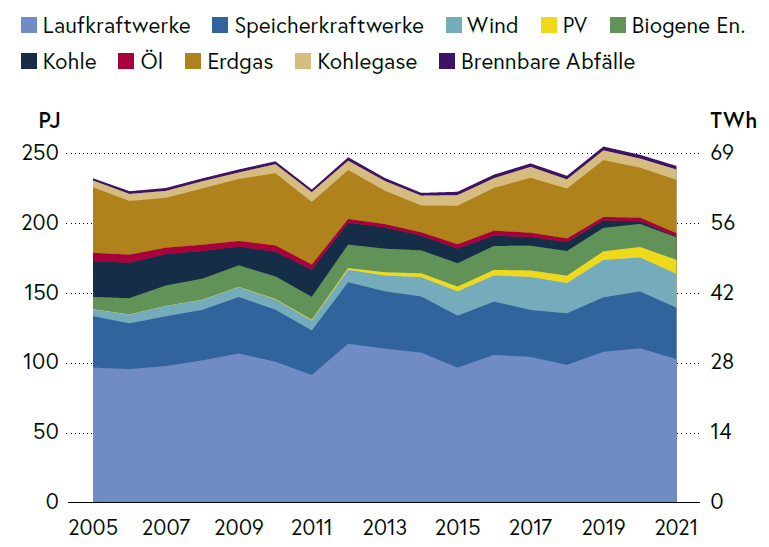 Laufkraftwerke Speicherkraftwerke Wind PV Biogene En.
Kohle Öl Erdgas Kohlegase Brennbare Abfälle
PJ TWh
250 69
200 56
150 42
100 28
50 14
0 0
2005 2007 2009 2011 2013 2015 2017 2019 2021